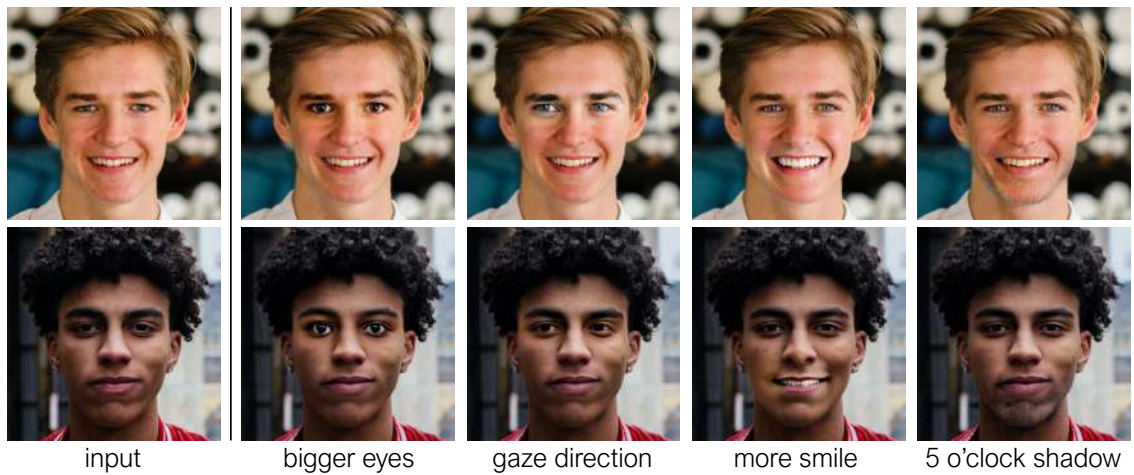 input
bigger eyes
gaze direction
more smile
5 o'clock shadow